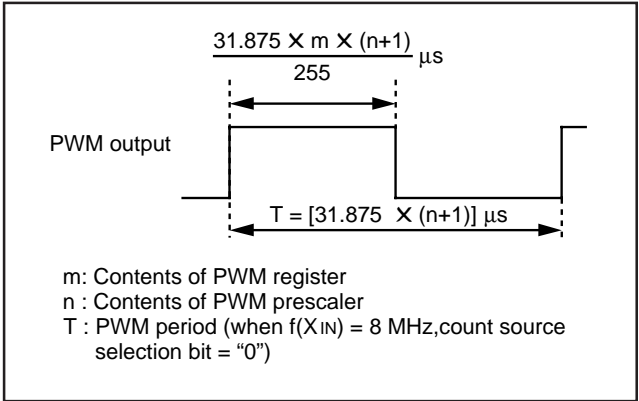 31.875 X m X (n+1)
255
μs
PWM output
T = [31.875 X (n+1)] μs
m: Contents of PWM register
n : Contents of PWM prescaler
T : PWM period (when f(XIN) = 8 MHz,count source
selection bit = “0”)